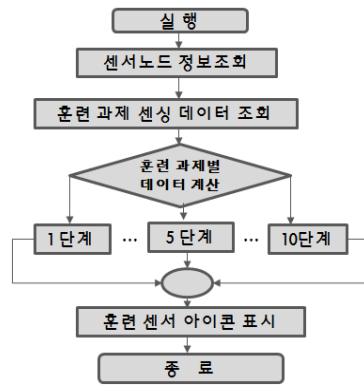 실 행
센서노드 정보조회
훈련 과제 센싱 데이터 조회
훈련 과제별
데이터 계산
1 단계 … 5 단계 … 10단계
훈련 센서 아이콘 표시
종 료